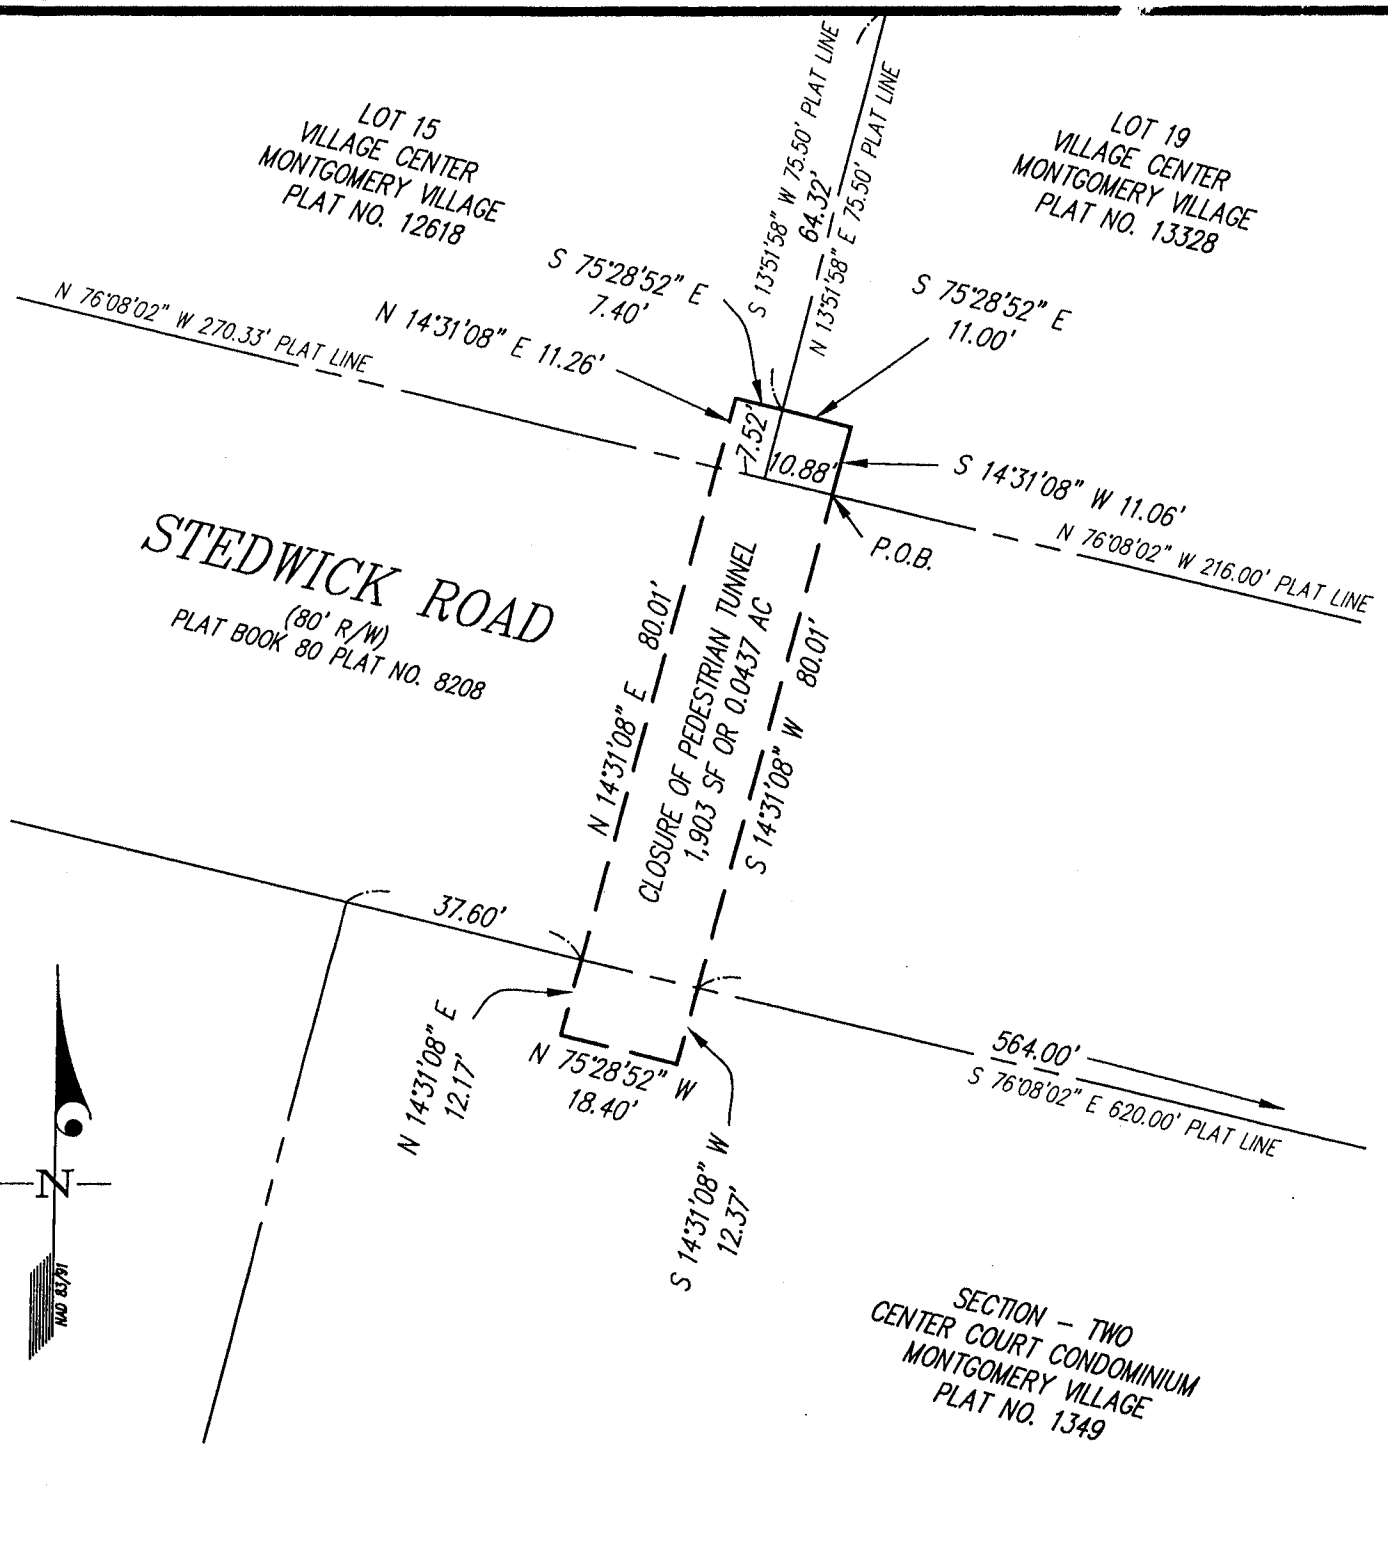 LOT 15
VILLAGE CENTER
MONTGOMERY VILLAGE
PLAT NO. 12618
LOT 19
VILLAGE CENTER
MONTGOMERY VILLAGE
PLAT NO. 13328
S 13°51'58" W 75.50' PLAT LINE
64.32'
N 13°51'58" E 75.50' PLAT LINE
S 75°28'52" E
7.40'
S 75°28'52" E
11.00'
N 76°08'02" W 270.33' PLAT LINE
N 14°31'08" E 11.26'
7.52'
10.88'
S 14°31'08" W 11.06'
N 76°08'02" W 216.00' PLAT LINE
P.O.B.
STEDWICK ROAD
(80' R/W)
PLAT BOOK 80 PLAT NO. 8208
N 14°31'08" E 80.01'
CLOSURE OF PEDESTRIAN TUNNEL
1,903 SF OR 0.0437 AC
S 14°31'08" W 80.01'
37.60'
N 14°31'08" E
12.17'
N 75°28'52" W
18.40'
S 14°31'08" W
12.37'
564.00'
S 76°08'02" E 620.00' PLAT LINE
N
NAD 83/91
SECTION - TWO
CENTER COURT CONDOMINIUM
MONTGOMERY VILLAGE
PLAT NO. 1349